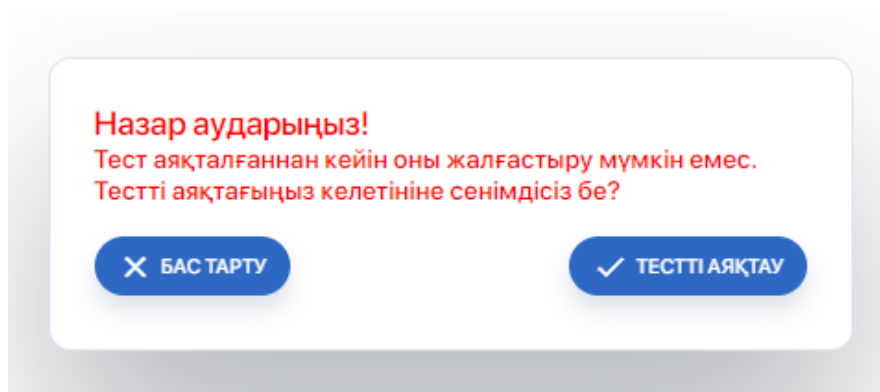 Назар аударыңыз!
Тест аяқталғаннан кейін оны жалғастыру мүмкін емес.
Тестті аяқтағыңыз келетініне сенімдісіз бе?
БАС ТАРТУ
ТЕСТТІ АЯҚТАУ